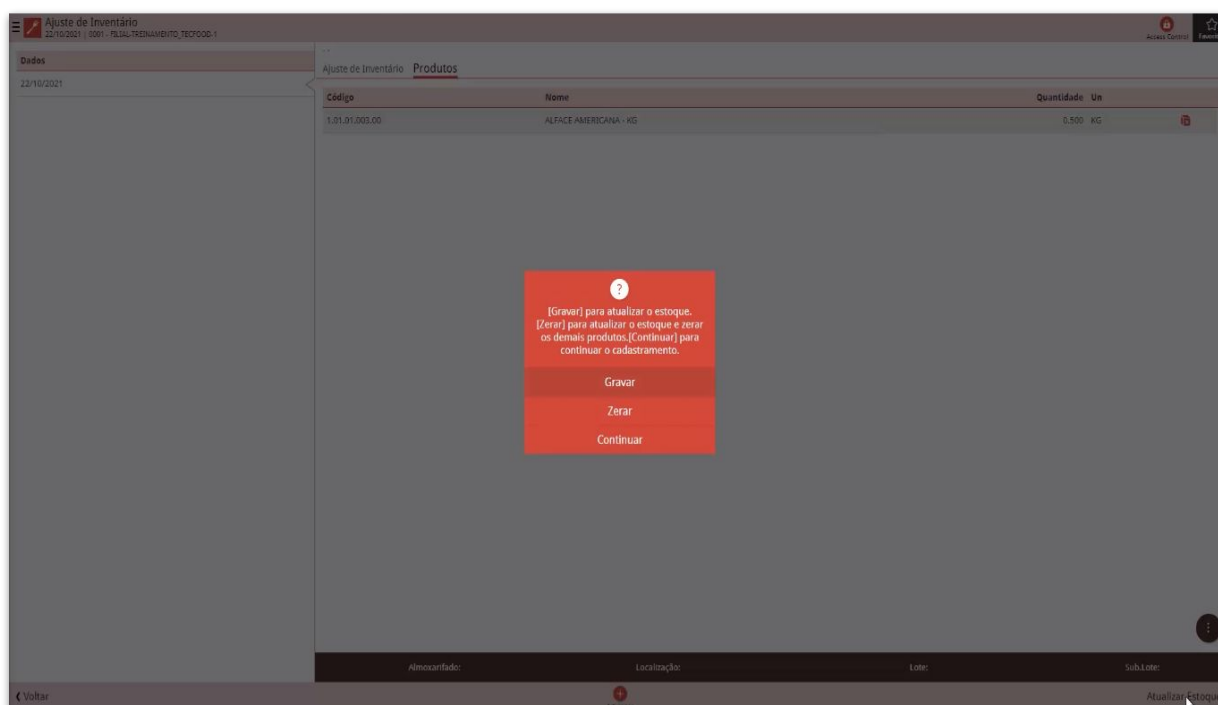 Ajuste de Inventário
22/10/2021 | 0001 - FILIAL-TREINAMENTO_TECFOOD-1
Access Control
Dados
22/10/2021
Ajuste de Inventário Produtos
Código Nome Quantidade Un
1.01.01.003.00 ALFACE AMERICANA - KG 0.500 KG
?
[Gravar] para atualizar o estoque.
[Zerar] para atualizar o estoque e zerar
os demais produtos.[Continuar] para
continuar o cadastramento.
Gravar
Zerar
Continuar
Almoxarifado: Localização: Lote: Sub.Lote:
Voltar
Atualizar Estoque